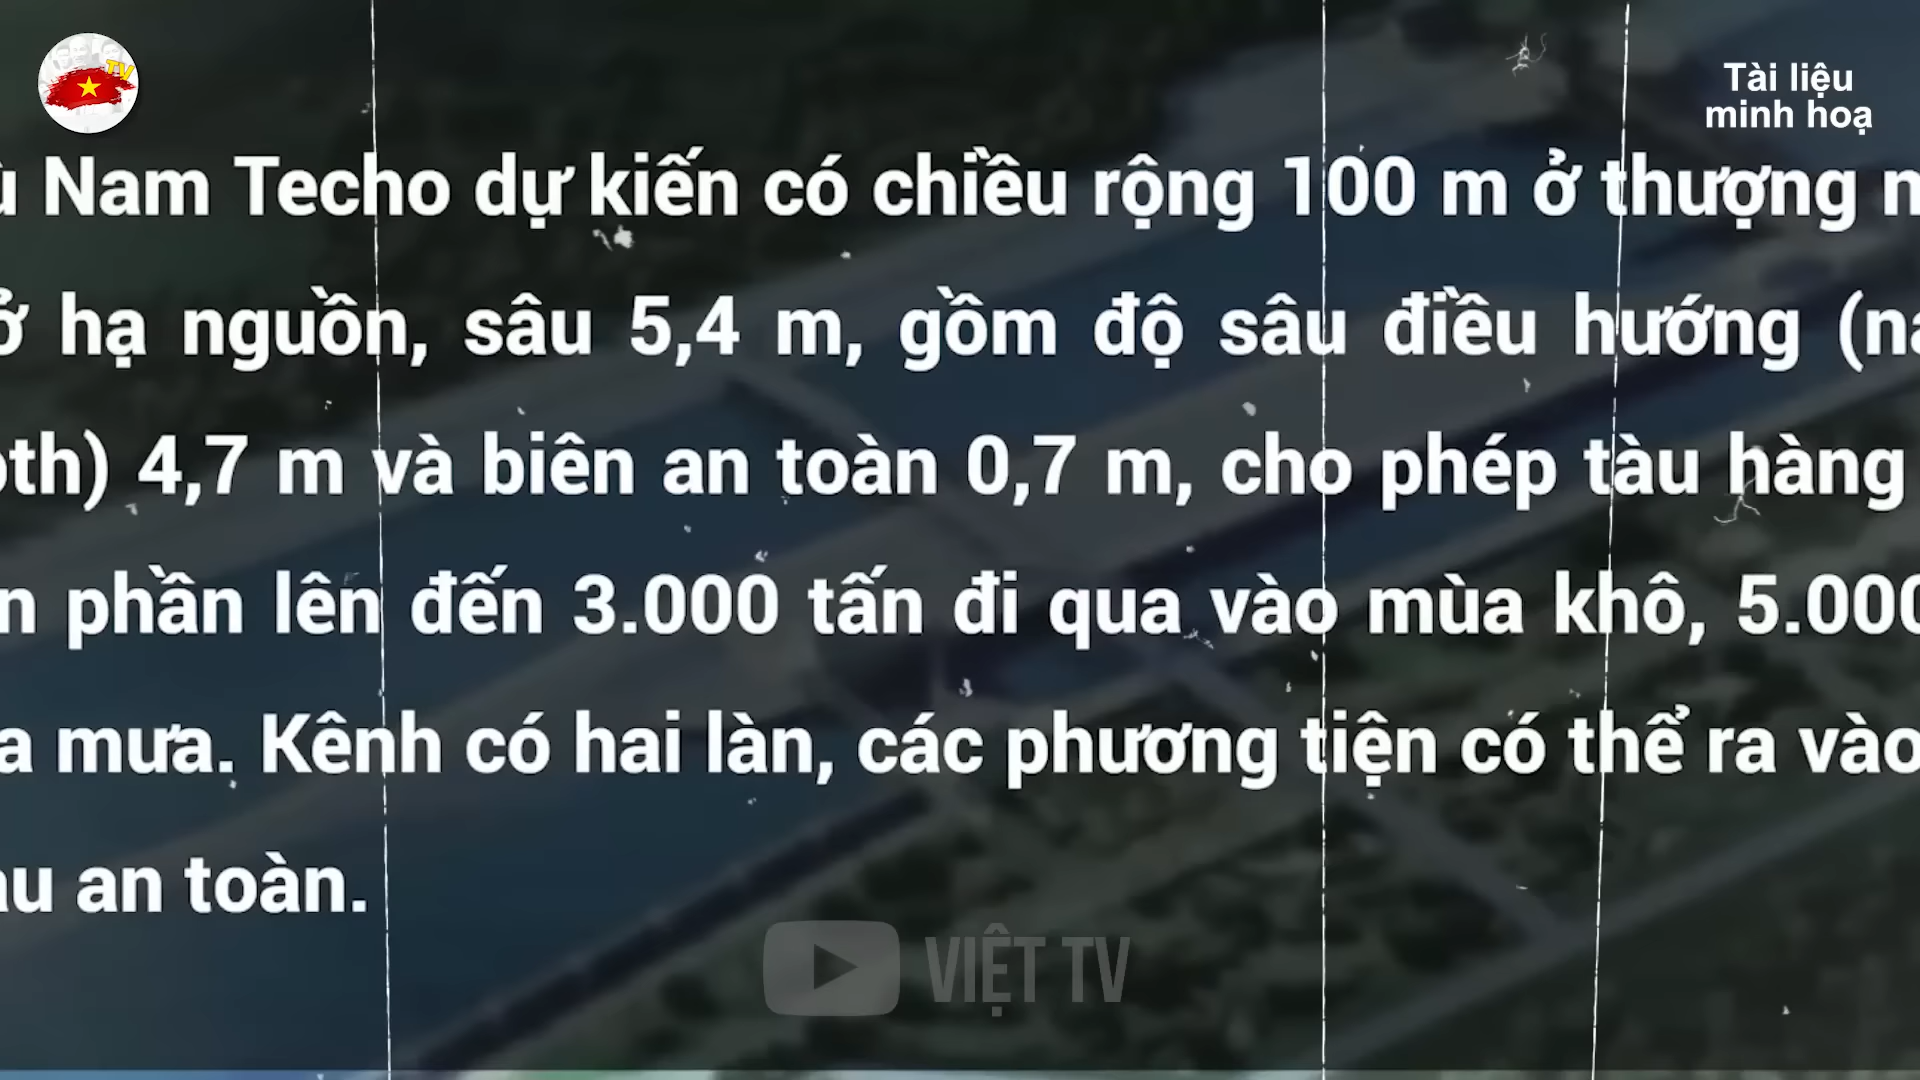 TV
Tài liệu
minh hoạ
Nam Techo dự kiến có chiều rộng 100 m ở thượng
ở hạ nguồn, sâu 5,4 m, gồm độ sâu điều hướng
4,7 m và biên an toàn 0,7 m, cho phép tàu hàng
phần lên đến 3.000 tấn đi qua vào mùa khô, 5.000
mưa. Kênh có hai làn, các phương tiện có thể ra vào
an toàn.
VIỆT TV